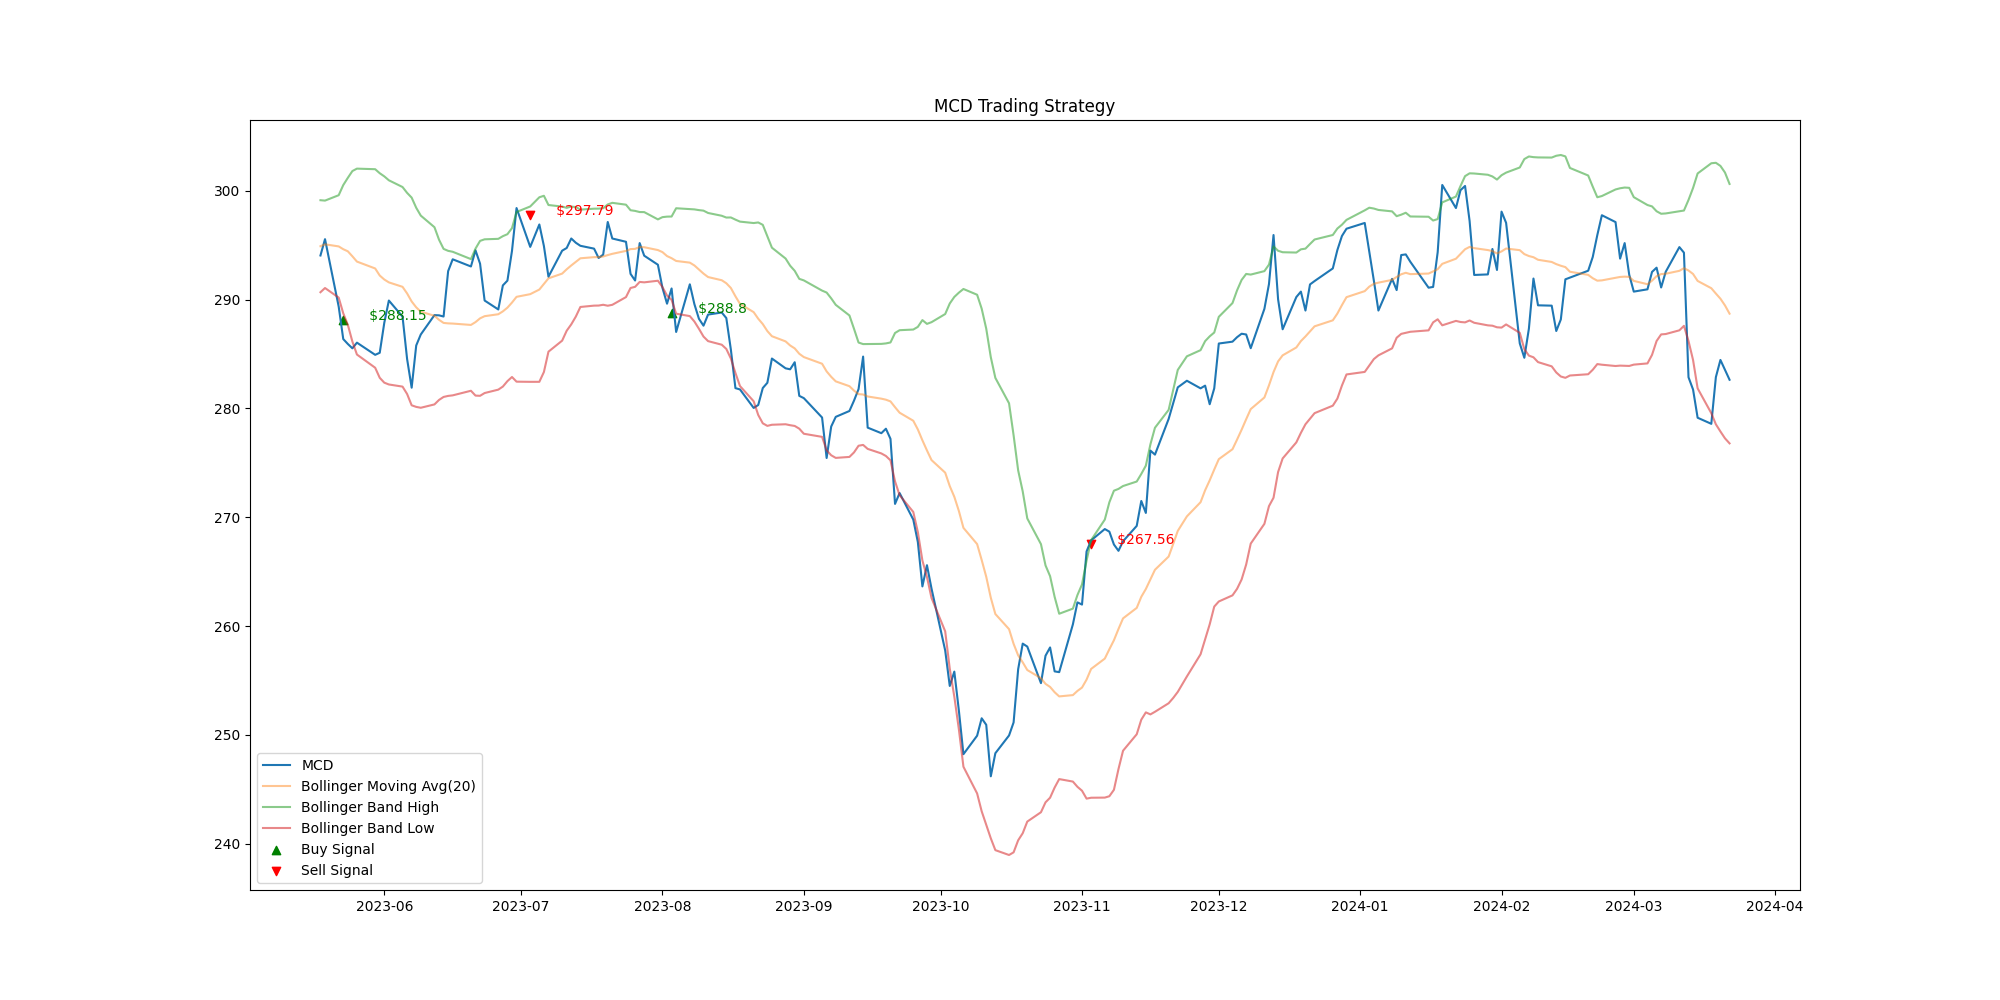 MCD Trading Strategy
300
290
280
270
260
250
240
$297.79
$288.15
$288.8
$267.56
MCD
Bollinger Moving Avg(20)
Bollinger Band High
Bollinger Band Low
Buy Signal
Sell Signal
2023-06 2023-07 2023-08 2023-09 2023-10 2023-11 2023-12 2024-01 2024-02 2024-03 2024-04